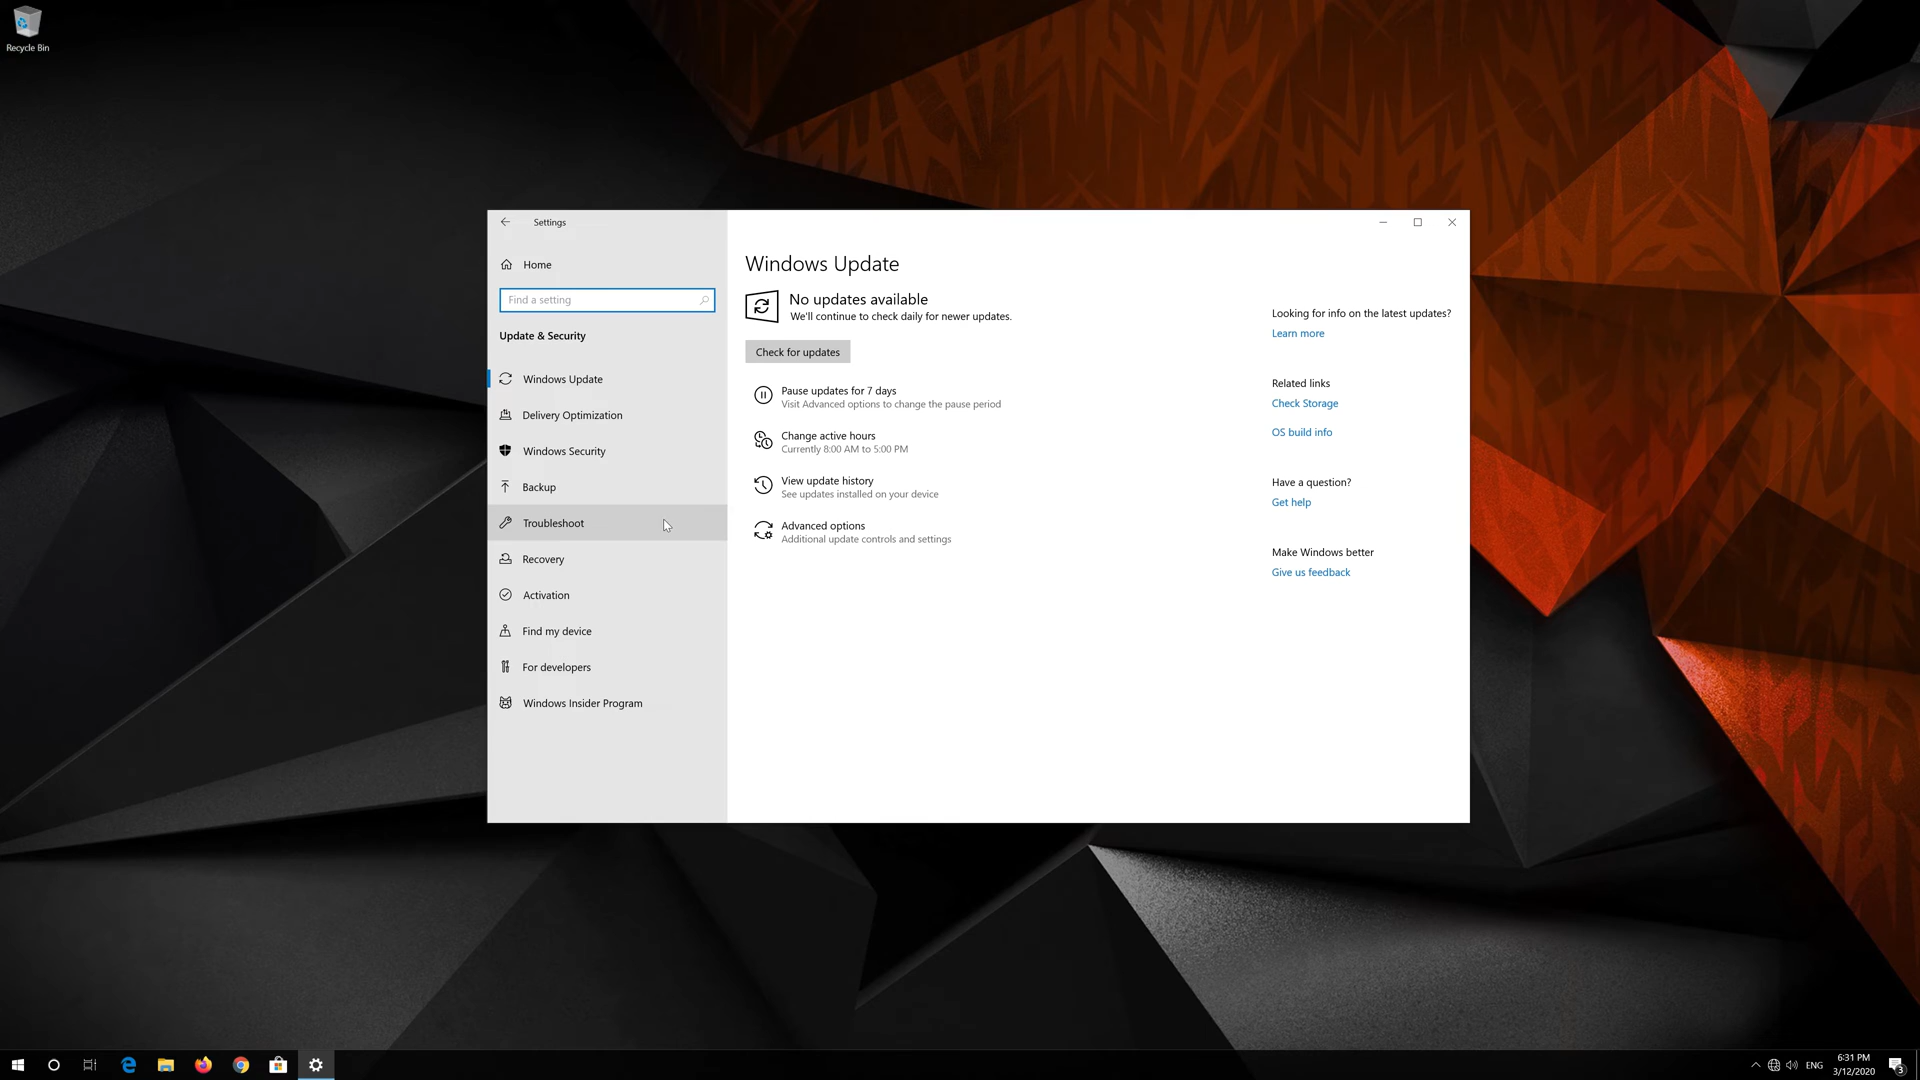 Recycle Bin
Settings
Home
Find a setting
Update & Security
Windows Update
Delivery Optimization
Windows Security
Backup
Troubleshoot
Recovery
Activation
Find my device
For developers
Windows Insider Program
Windows Update
No updates available
We'll continue to check daily for newer updates.
Check for updates
Pause updates for 7 days
Visit Advanced options to change the pause period
Change active hours
Currently 8:00 AM to 5:00 PM
View update history
See updates installed on your device
Advanced options
Additional update controls and settings
Looking for info on the latest updates?
Learn more
Related links
Check Storage
OS build info
Have a question?
Get help
Make Windows better
Give us feedback
ENG
6:31 PM
3/12/2020
3